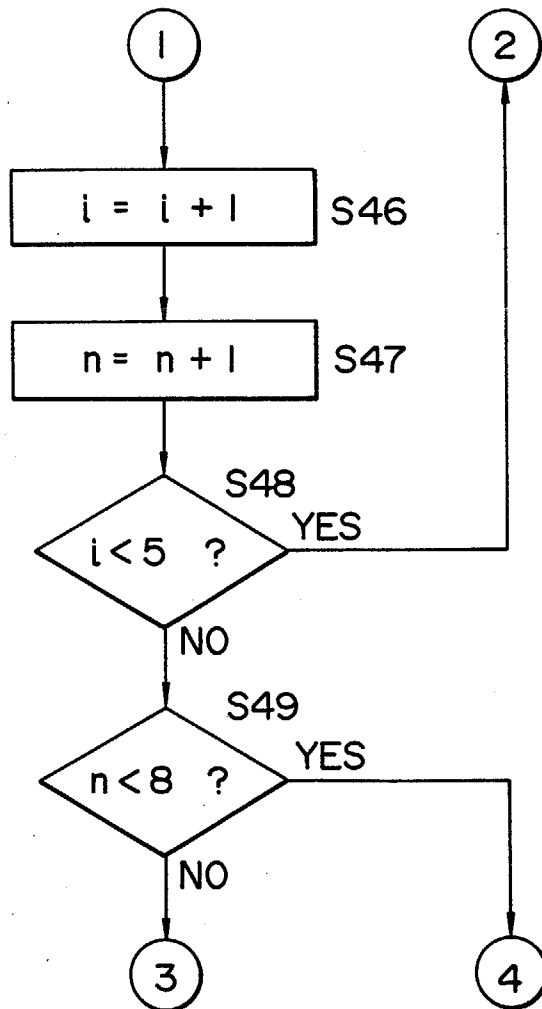 1
2
i = i + 1
S46
n = n + 1
S47
S48
i < 5 ?
YES
NO
S49
n < 8 ?
YES
NO
3
4